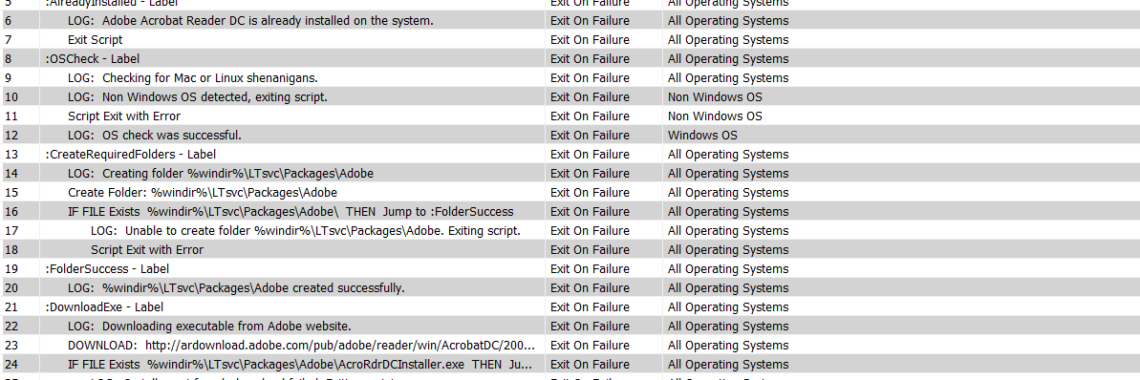 5 :AlreadyInstalled - Label Exit On Failure All Operating Systems
6 LOG: Adobe Acrobat Reader DC is already installed on the system. Exit On Failure All Operating Systems
7 Exit Script Exit On Failure All Operating Systems
8 :OSCheck - Label Exit On Failure All Operating Systems
9 LOG: Checking for Mac or Linux shenanigans. Exit On Failure All Operating Systems
10 LOG: Non Windows OS detected, exiting script. Exit On Failure Non Windows OS
11 Script Exit with Error Exit On Failure Non Windows OS
12 LOG: OS check was successful. Exit On Failure Windows OS
13 :CreateRequiredFolders - Label Exit On Failure All Operating Systems
14 LOG: Creating folder %windir%\LTsvc\Packages\Adobe Exit On Failure All Operating Systems
15 Create Folder: %windir%\LTsvc\Packages\Adobe Exit On Failure All Operating Systems
16 IF FILE Exists %windir%\LTsvc\Packages\Adobe\ THEN Jump to :FolderSuccess Exit On Failure All Operating Systems
17 LOG: Unable to create folder %windir%\LTsvc\Packages\Adobe. Exiting script. Exit On Failure All Operating Systems
18 Script Exit with Error Exit On Failure All Operating Systems
19 :FolderSuccess - Label Exit On Failure All Operating Systems
20 LOG: %windir%\LTsvc\Packages\Adobe created successfully. Exit On Failure All Operating Systems
21 :DownloadExe - Label Exit On Failure All Operating Systems
22 LOG: Downloading executable from Adobe website. Exit On Failure All Operating Systems
23 DOWNLOAD: http://ardownload.adobe.com/pub/adobe/reader/win/AcrobatDC/200... Exit On Failure All Operating Systems
24 IF FILE Exists %windir%\LTsvc\Packages\Adobe\AcroRdrDCInstaller.exe THEN Ju... Exit On Failure All Operating Systems